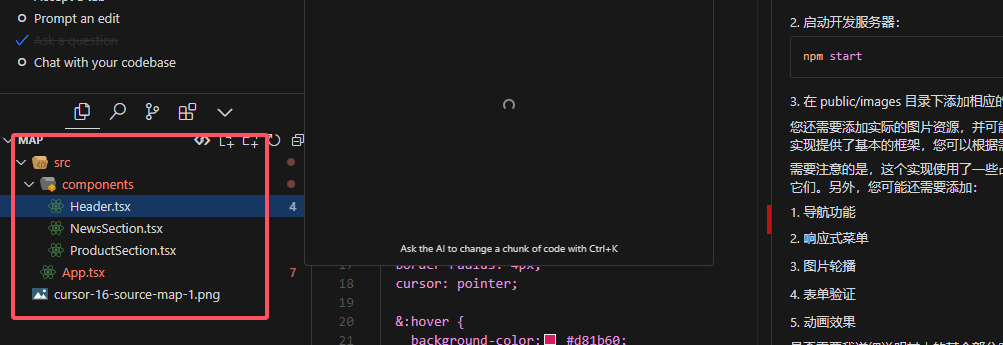 Prompt an edit
Ask a question
Chat with your codebase
MAP
src
components
Header.tsx
4
NewsSection.tsx
ProductSection.tsx
App.tsx
7
cursor-16-source-map-1.png
Ask the AI to change a chunk of code with Ctrl+K
border-radius: 4px;
18
cursor: pointer;
19
20
&:hover {
21
background-color: #d81b60;
2. 启动开发服务器：
npm start
3. 在 public/images 目录下添加相应的
您还需要添加实际的图片资源，并可能
实现提供了基本的框架，您可以根据需
需要注意的是，这个实现使用了一些
它们。另外，您可能还需要添加：
1. 导航功能
2. 响应式菜单
3. 图片轮播
4. 表单验证
5. 动画效果